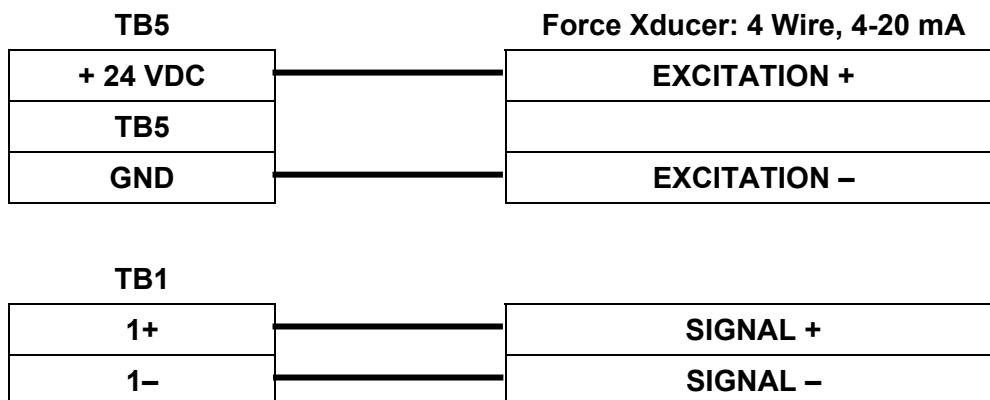 TB5 Force Xducer: 4 Wire, 4-20 mA
+ 24 VDC EXCITATION +
TB5
GND EXCITATION –
TB1
1+ SIGNAL +
1– SIGNAL –